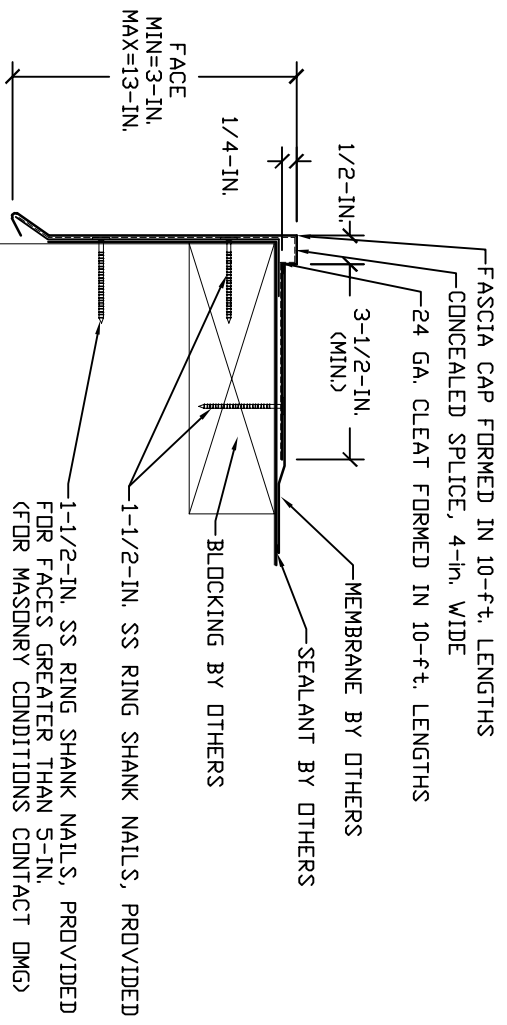 FASCIA CAP FORMED IN 10-ft. LENGTHS
CONCEALED SPLICE, 4-in. WIDE
24 GA. CLEAT FORMED IN 10-ft. LENGTHS
1/2-IN.
3-1/2-IN.
(MIN.)
1/4-IN.
FACE
MIN=3-IN.
MAX=13-IN.
MEMBRANE BY OTHERS
SEALANT BY OTHERS
BLOCKING BY OTHERS
1-1/2-IN. SS RING SHANK NAILS, PROVIDED
1-1/2-IN. SS RING SHANK NAILS, PROVIDED
FOR FACES GREATER THAN 5-IN.
(FOR MASONRY CONDITIONS CONTACT OMG)